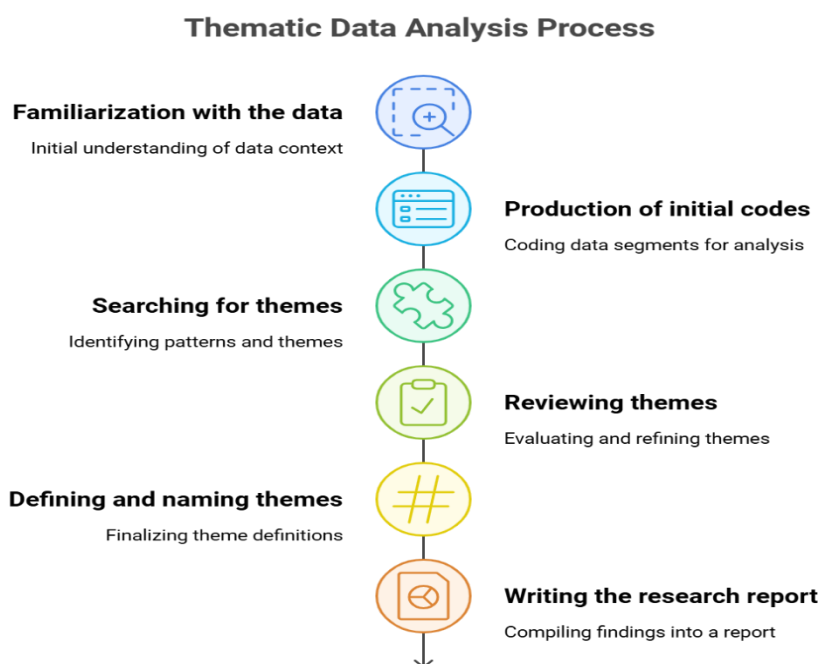 Thematic Data Analysis Process
Familiarization with the data
Initial understanding of data context
Production of initial codes
Coding data segments for analysis
Searching for themes
Identifying patterns and themes
Reviewing themes
Evaluating and refining themes
Defining and naming themes
Finalizing theme definitions
Writing the research report
Compiling findings into a report